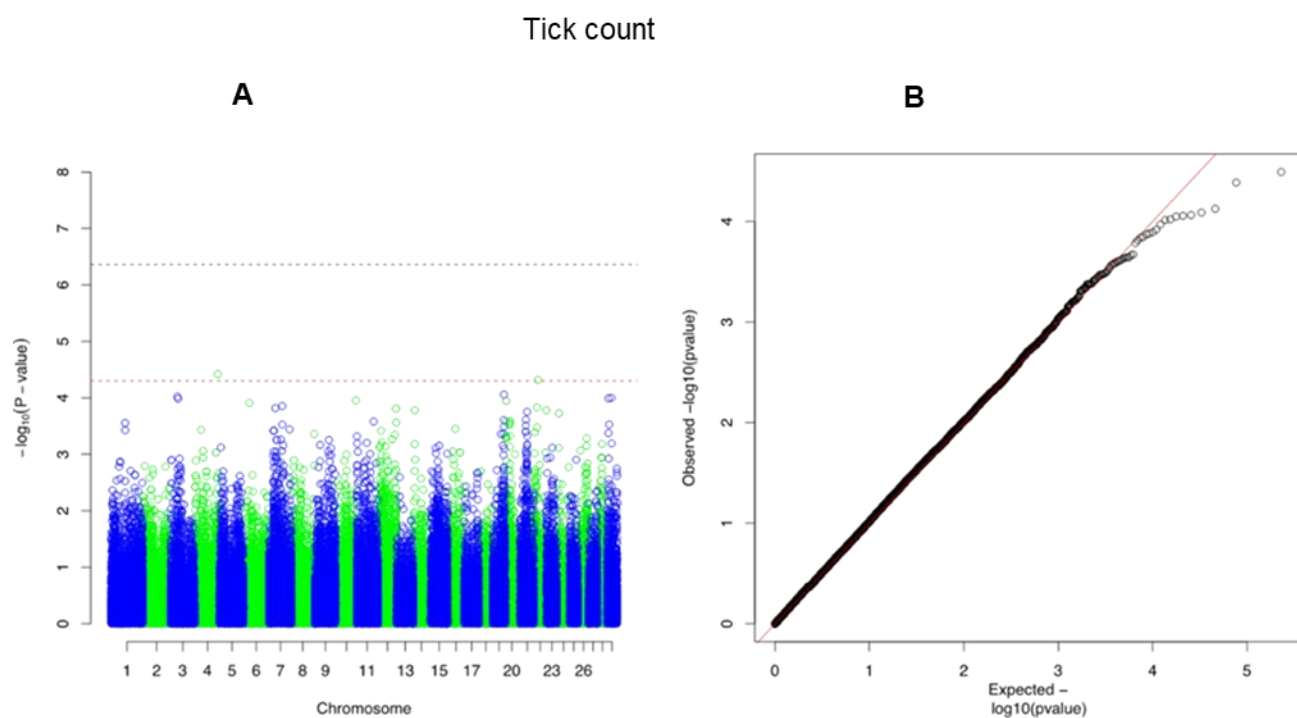 Tick count
A
B
8
7
6
5
4
3
2
1
0
-log10(P-value)
1 2 3 4 5 6 7 8 9 11 13 15 17 20 23 26
Chromosome
4
3
2
1
0
Observed -log10(pvalue)
0 1 2 3 4 5
Expected -
log10(pvalue)